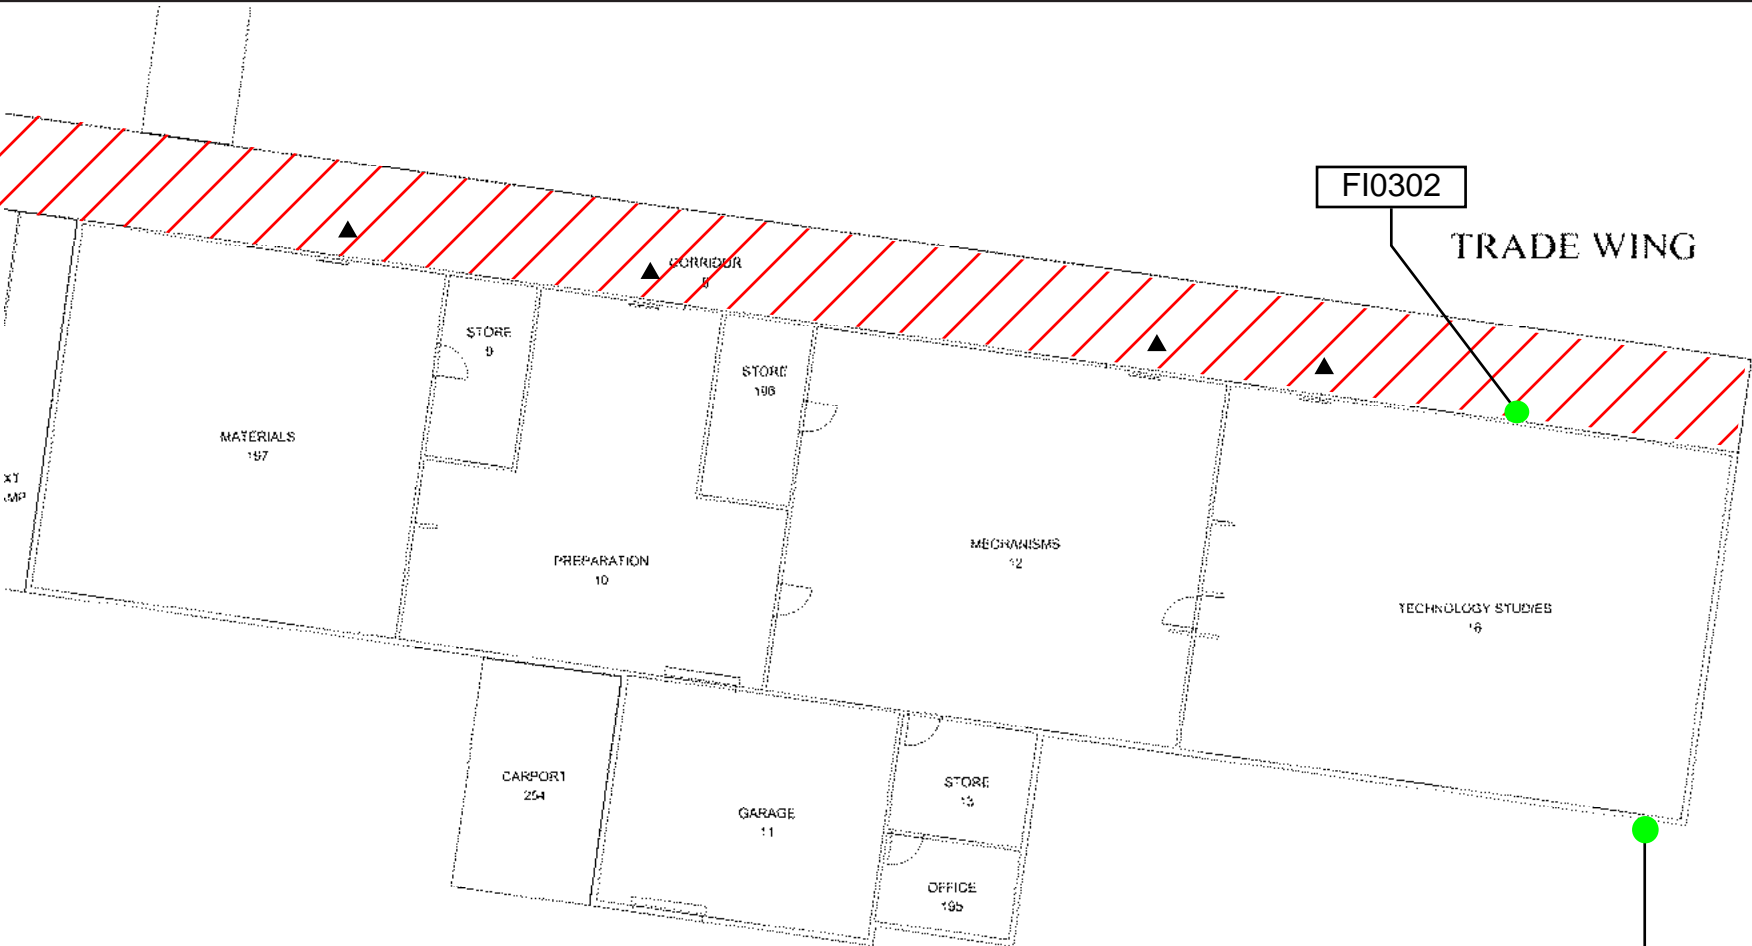 FI0302
TRADE WING
CORRIDOR
STORE
9
STORE
196
MATERIALS
197
XT
MECHANISMS
12
PREPARATION
10
TECHNOLOGY STUDIES
16
CARPORT
254
STORE
13
GARAGE
11
OFFICE
195